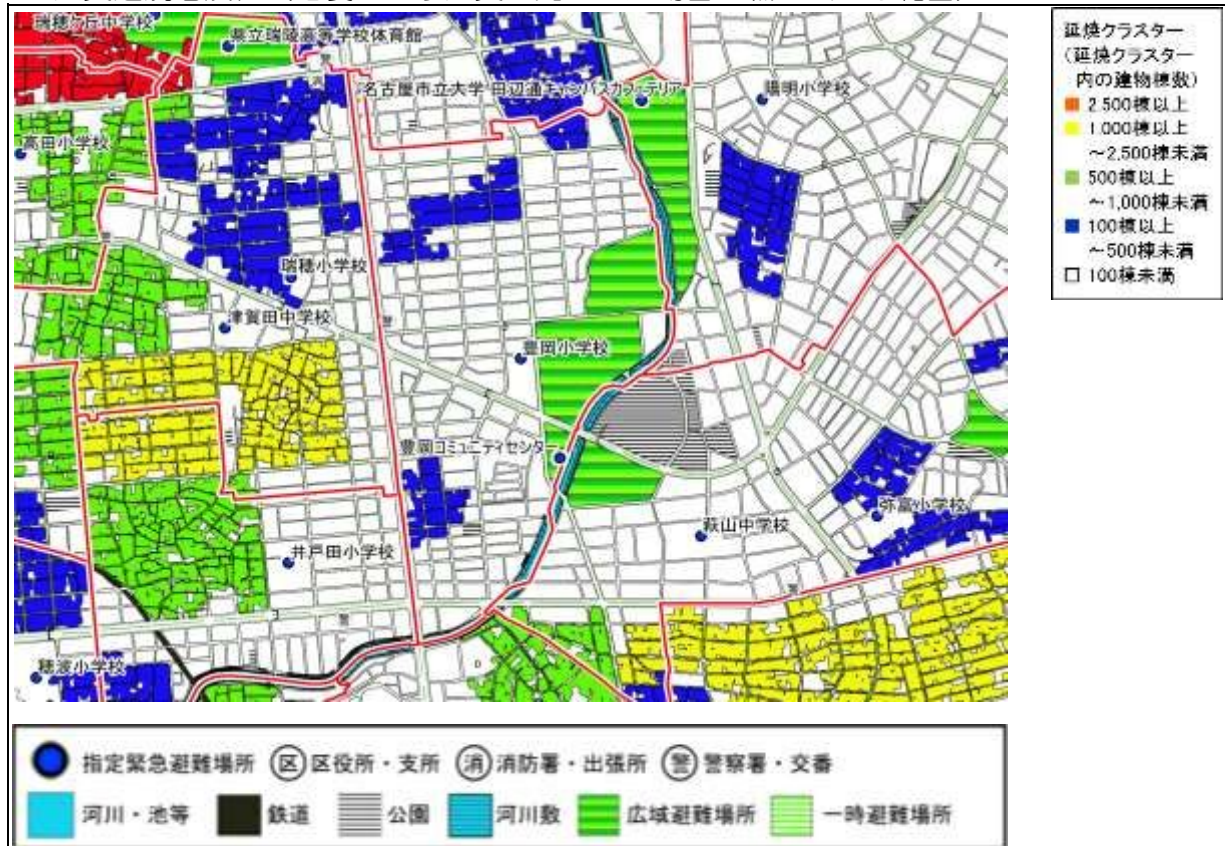 瑞穂ケ丘中学校
県立瑞陵高等学校体育館
名古屋市立大学 田辺通キャンパスカフェテリア
陽明小学校
高田小学校
瑞穂小学校
津賀田中学校
豊岡小学校
豊岡コミュニティセンター
弥富小学校
萩山中学校
井戸田小学校
穂波小学校
延焼クラスター
(延焼クラスター
内の建物棟数)
2,500棟以上
1,000棟以上
~2,500棟未満
500棟以上
~1,000棟未満
100棟以上
~500棟未満
100棟未満
指定緊急避難場所 区 区役所・支所 消 消防署・出張所 警 警察署・交番
河川・池等 鉄道 公園 河川敷 広域避難場所 一時避難場所